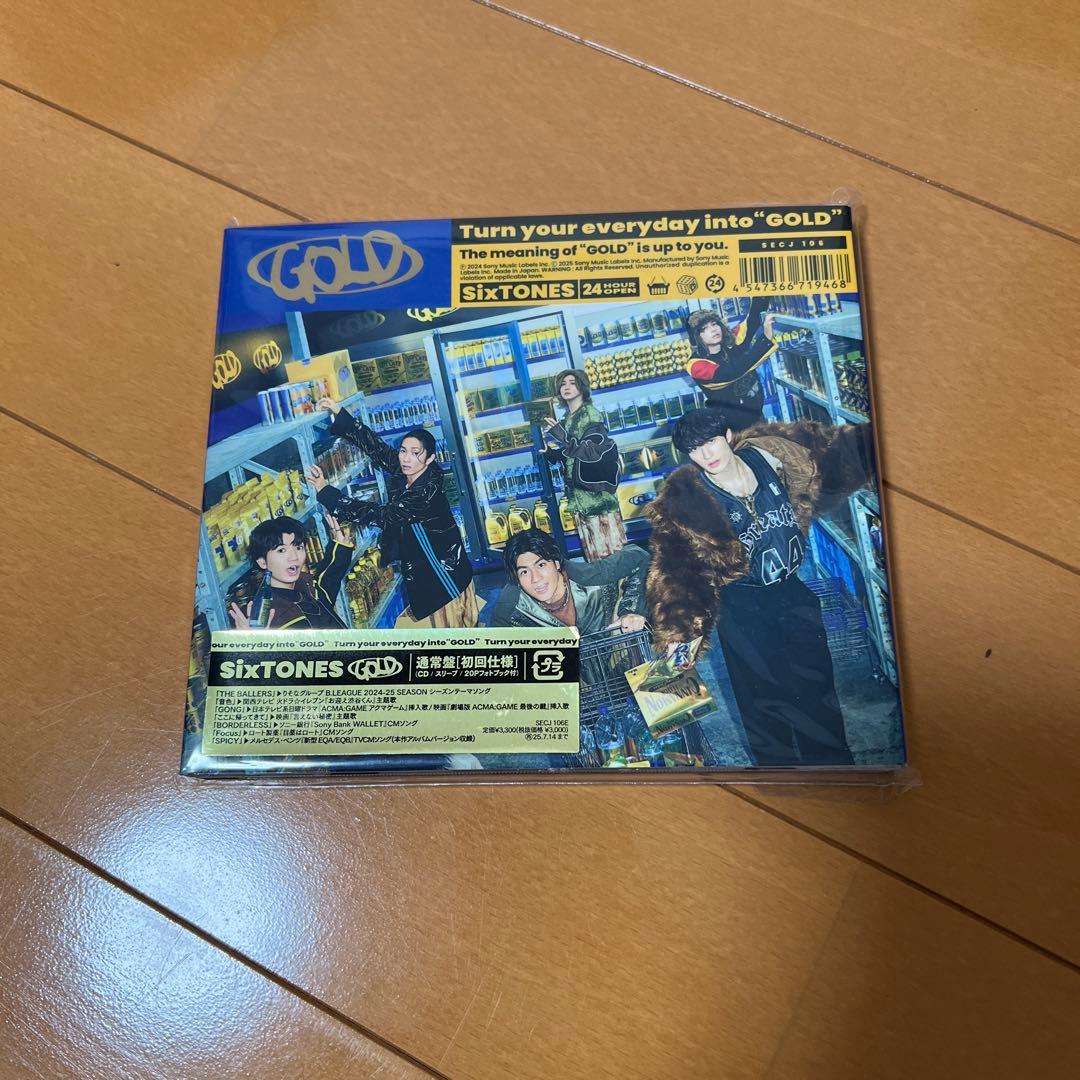 GOLD
Turn your everyday into "GOLD"
The meaning of "GOLD" is up to you.
SECJ 106
℗ 2024 Sony Music Labels Inc. © 2025 Sony Music Labels Inc. Manufactured by Sony Music
Labels Inc. Made in Japan. WARNING : All Rights Reserved. Unauthorized duplication is a
violation of applicable laws.
SixTONES
24 HOUR OPEN
24
4 547366 719468
GOLD
GOLD
44
our everyday into "GOLD" Turn your everyday into "GOLD" Turn your everyday
SixTONES GOLD 通常盤[初回仕様]
(CD / スリーブ / 20Pフォトブック付)
プラ
「THE BALLERS」▶りそなグループ B.LEAGUE 2024-25 SEASON シーズンテーマソング
「音色」▶関西テレビ 火ドラ☆イレブン『お迎え渋谷くん』主題歌
「GONG」▶日本テレビ系日曜ドラマ『ACMA:GAME アクマゲーム』挿入歌 / 映画『劇場版 ACMA:GAME 最後の鍵』挿入歌
「ここに帰ってきて」▶映画『言えない秘密』主題歌
「BORDERLESS」▶ソニー銀行『Sony Bank WALLET』CMソング
「Focus」▶ロート製薬『目薬はロート』CMソング
「SPICY」▶メルセデス・ベンツ『新型 EQA/EQB』TVCMソング(本作アルバムバージョン収録)
SECJ 106E
定価¥3,300(税抜価格 ¥3,000)
25.7.14まで